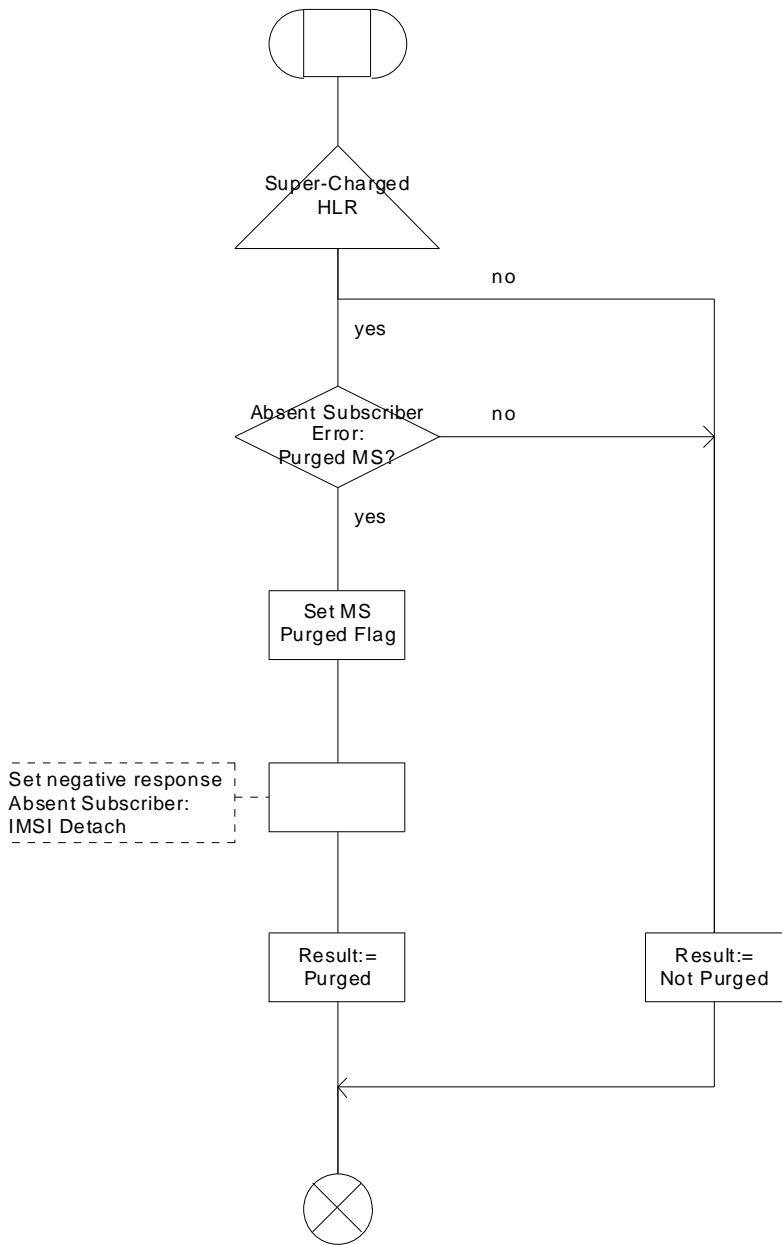 Super-Charged
HLR
no
yes
Absent Subscriber
Error:
Purged MS?
no
yes
Set MS
Purged Flag
Set negative response
Absent Subscriber:
IMSI Detach
Result:=
Purged
Result:=
Not Purged